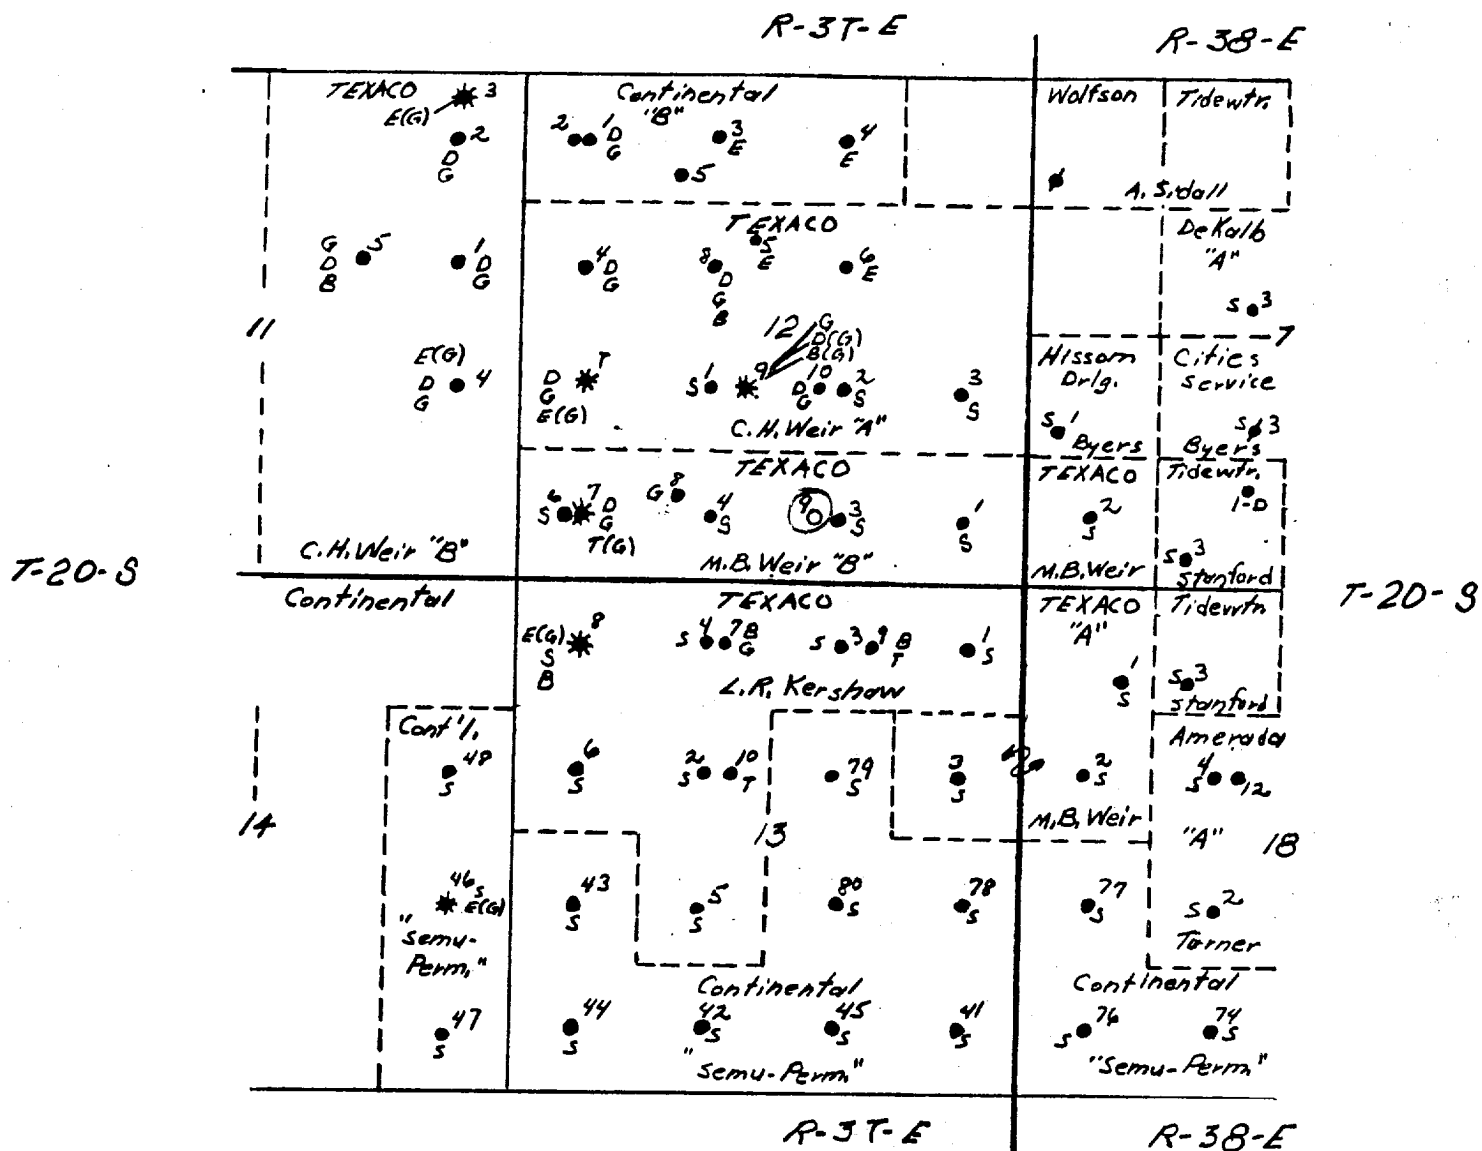 R-37-E
R-38-E
TEXACO
3
E(G)
2
D
G
Continental
"B"
2
1
D
G
3
E
4
E
5
Wolfson
Tidewtr.
A. Sidall
G
D
B
5
1
D
G
TEXACO
4
D
G
8
D
G
B
5
E
6
E
DeKalb
"A"
S 3
11
12
7
E(G)
D
G
4
D
G
E(G)
7
S 1
9
G
D(G)
B(G)
10
D
G
2
S
3
S
C.H. Weir "A"
Hissom
Drlg.
S 1
Byers
Cities
Service
S 3
Byers
TEXACO
6
S
7
D
G
T(G)
G 8
4
S
9
3
S
1
S
M.B. Weir "B"
C.H. Weir "B"
TEXACO
2
S
M.B. Weir
Tidewtr.
1-D
S 3
Stanford
T-20-S
T-20-S
Continental
TEXACO
E(G)
S
B
8
S 4
7 B
G
S 3
9 B
T
1
S
L.R. Kershaw
TEXACO
"A"
1
S
Tidewtr.
S 3
Stanford
Cont'l.
48
S
6
S
2
S
10
T
79
S
3
S
2
S
M.B. Weir
Amerada
4
S
12
"A"
14
13
18
46
S
E(G)
"Semu-
Perm."
43
S
5
S
80
S
78
S
77
S
S 2
Turner
47
S
44
S
Continental
42
S
45
S
41
S
"Semu-Perm."
Continental
76
S
74
S
"Semu-Perm."
R-37-E
R-38-E